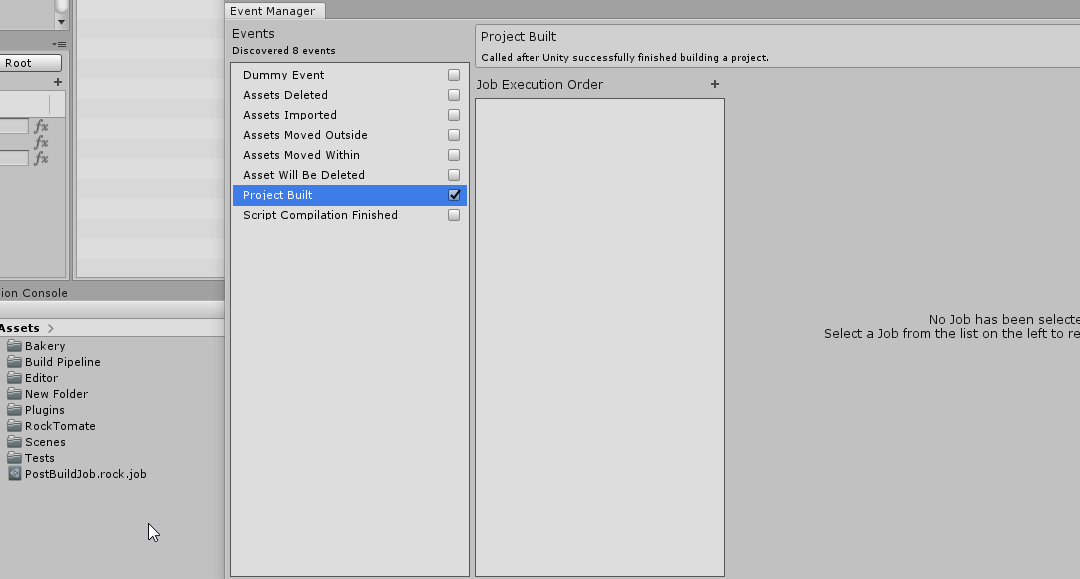 Event Manager
Events
Discovered 8 events
Dummy Event
Assets Deleted
Assets Imported
Assets Moved Outside
Assets Moved Within
Asset Will Be Deleted
Project Built
Script Compilation Finished
Project Built
Called after Unity successfully finished building a project.
Job Execution Order +
No Job has been selecte
Select a Job from the list on the left to re
Root
+
fx
fx
fx
ion Console
Assets >
Bakery
Build Pipeline
Editor
New Folder
Plugins
RockTomate
Scenes
Tests
PostBuildJob.rock.job